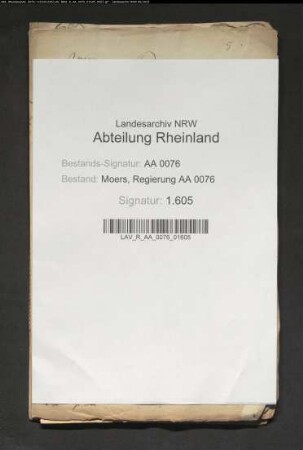 Landesarchiv NRW
Abteilung Rheinland
Bestands-Signatur: AA 0076
Bestand: Moers, Regierung AA 0076
Signatur: 1.605
LAV_R_AA_0076_01605